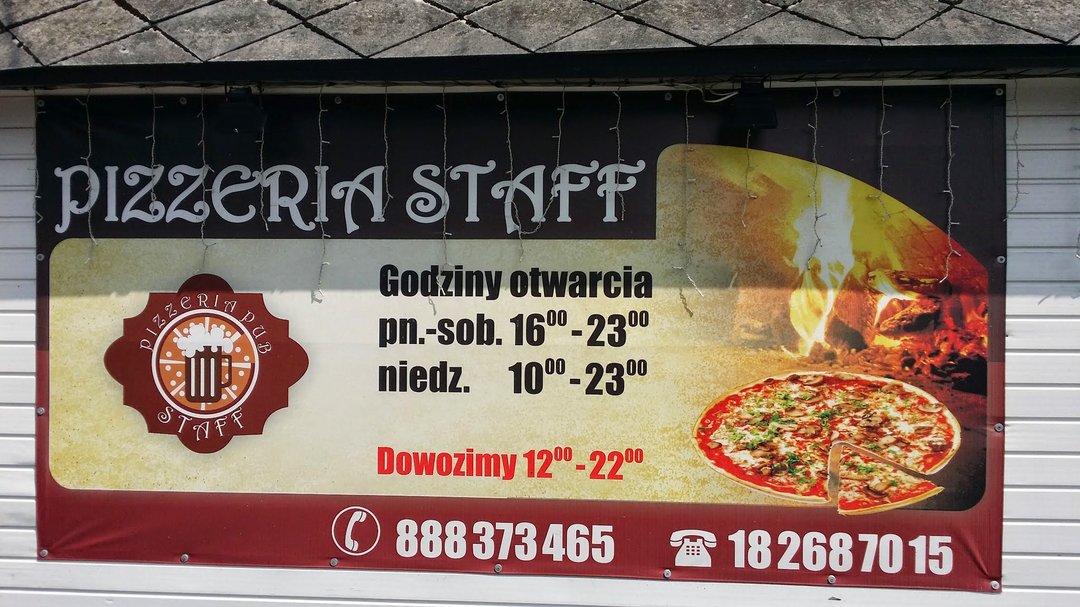 PIZZERIA STAFF
PIZZERIA PUB
STAFF
Godziny otwarcia
pn.-sob. 16⁰⁰ - 23⁰⁰
niedz. 10⁰⁰ - 23⁰⁰
Dowozimy 12⁰⁰ - 22⁰⁰
888 373 465
18 268 70 15